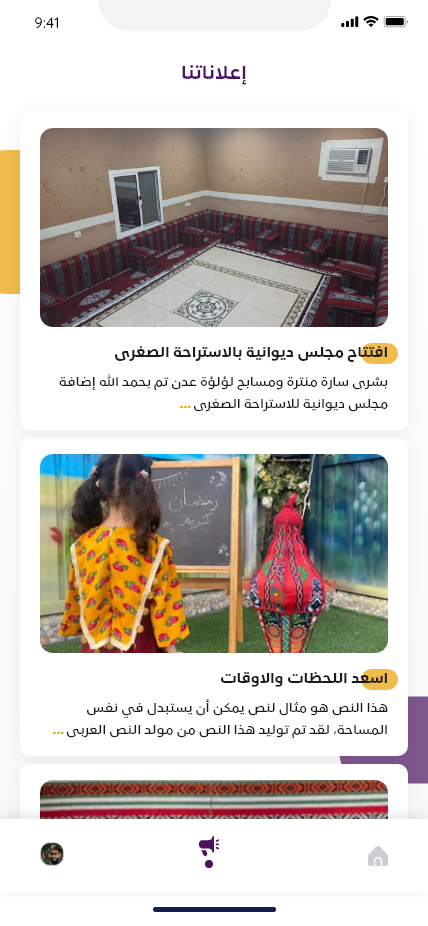 9:41
إعلاناتنا
افتتاح مجلس ديوانية بالاستراحة الصغرى
بشرى سارة منتزة ومسابح لؤلؤة عدن تم بحمد الله إضافة
مجلس ديوانية للاستراحة الصغرى ...
رمضان
كريم
اسعد اللحظات والاوقات
هذا النص هو مثال لنص يمكن أن يستبدل في نفس
المساحة، لقد تم توليد هذا النص من مولد النص العربى ...